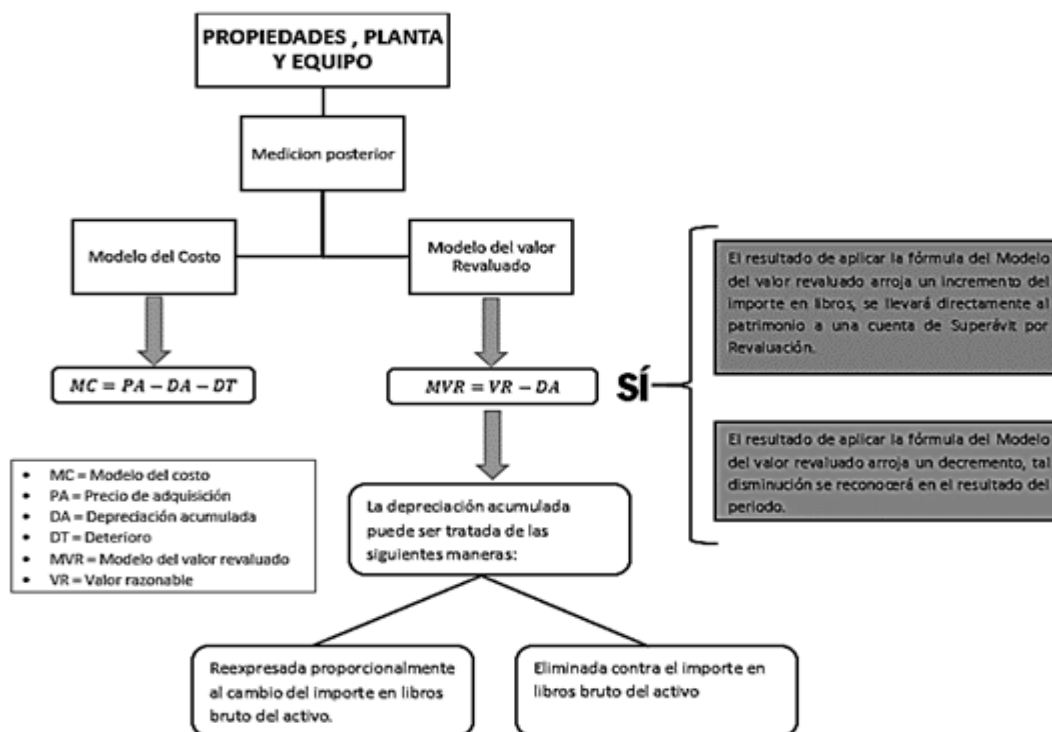 PROPIEDADES , PLANTA
Y EQUIPO
Medicion posterior
Modelo del Costo
Modelo del valor
Revaluado
MC = PA − DA − DT
MVR = VR − DA
SÍ
El resultado de aplicar la fórmula del Modelo
del valor revaluado arroja un incremento del
importe en libros, se llevará directamente al
patrimonio a una cuenta de Superávit por
Revaluación.
El resultado de aplicar la fórmula del Modelo
del valor revaluado arroja un decremento, tal
disminución se reconocerá en el resultado del
periodo.
• MC = Modelo del costo
• PA = Precio de adquisición
• DA = Depreciación acumulada
• DT = Deterioro
• MVR = Modelo del valor revaluado
• VR = Valor razonable
La depreciación acumulada
puede ser tratada de las
siguientes maneras:
Reexpresada proporcionalmente
al cambio del importe en libros
bruto del activo.
Eliminada contra el importe en
libros bruto del activo